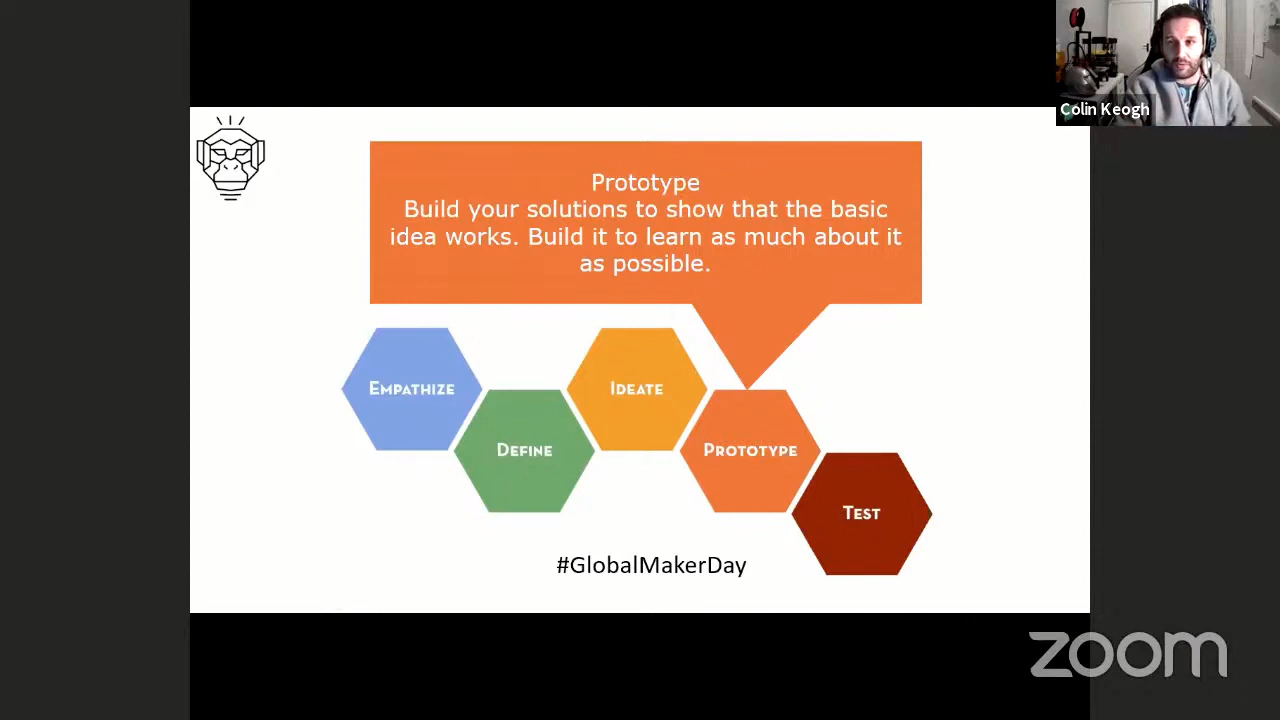 Colin Keogh
Prototype
Build your solutions to show that the basic
idea works. Build it to learn as much about it
as possible.
EMPATHIZE
IDEATE
DEFINE
PROTOTYPE
TEST
#GlobalMakerDay
zoom